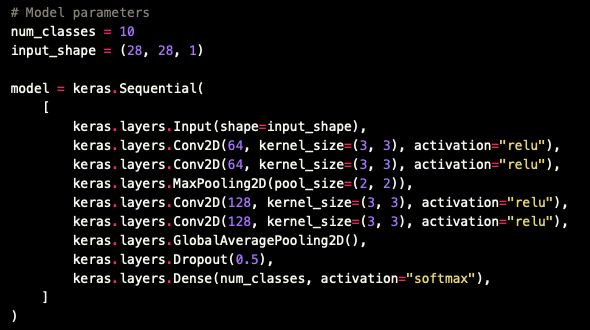 # Model parameters
num_classes = 10
input_shape = (28, 28, 1)

model = keras.Sequential(
    [
        keras.layers.Input(shape=input_shape),
        keras.layers.Conv2D(64, kernel_size=(3, 3), activation="relu"),
        keras.layers.Conv2D(64, kernel_size=(3, 3), activation="relu"),
        keras.layers.MaxPooling2D(pool_size=(2, 2)),
        keras.layers.Conv2D(128, kernel_size=(3, 3), activation="relu"),
        keras.layers.Conv2D(128, kernel_size=(3, 3), activation="relu"),
        keras.layers.GlobalAveragePooling2D(),
        keras.layers.Dropout(0.5),
        keras.layers.Dense(num_classes, activation="softmax"),
    ]
)